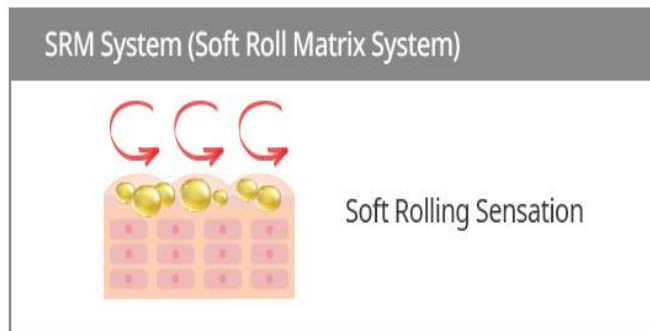 SRM System (Soft Roll Matrix System)
Soft Rolling Sensation